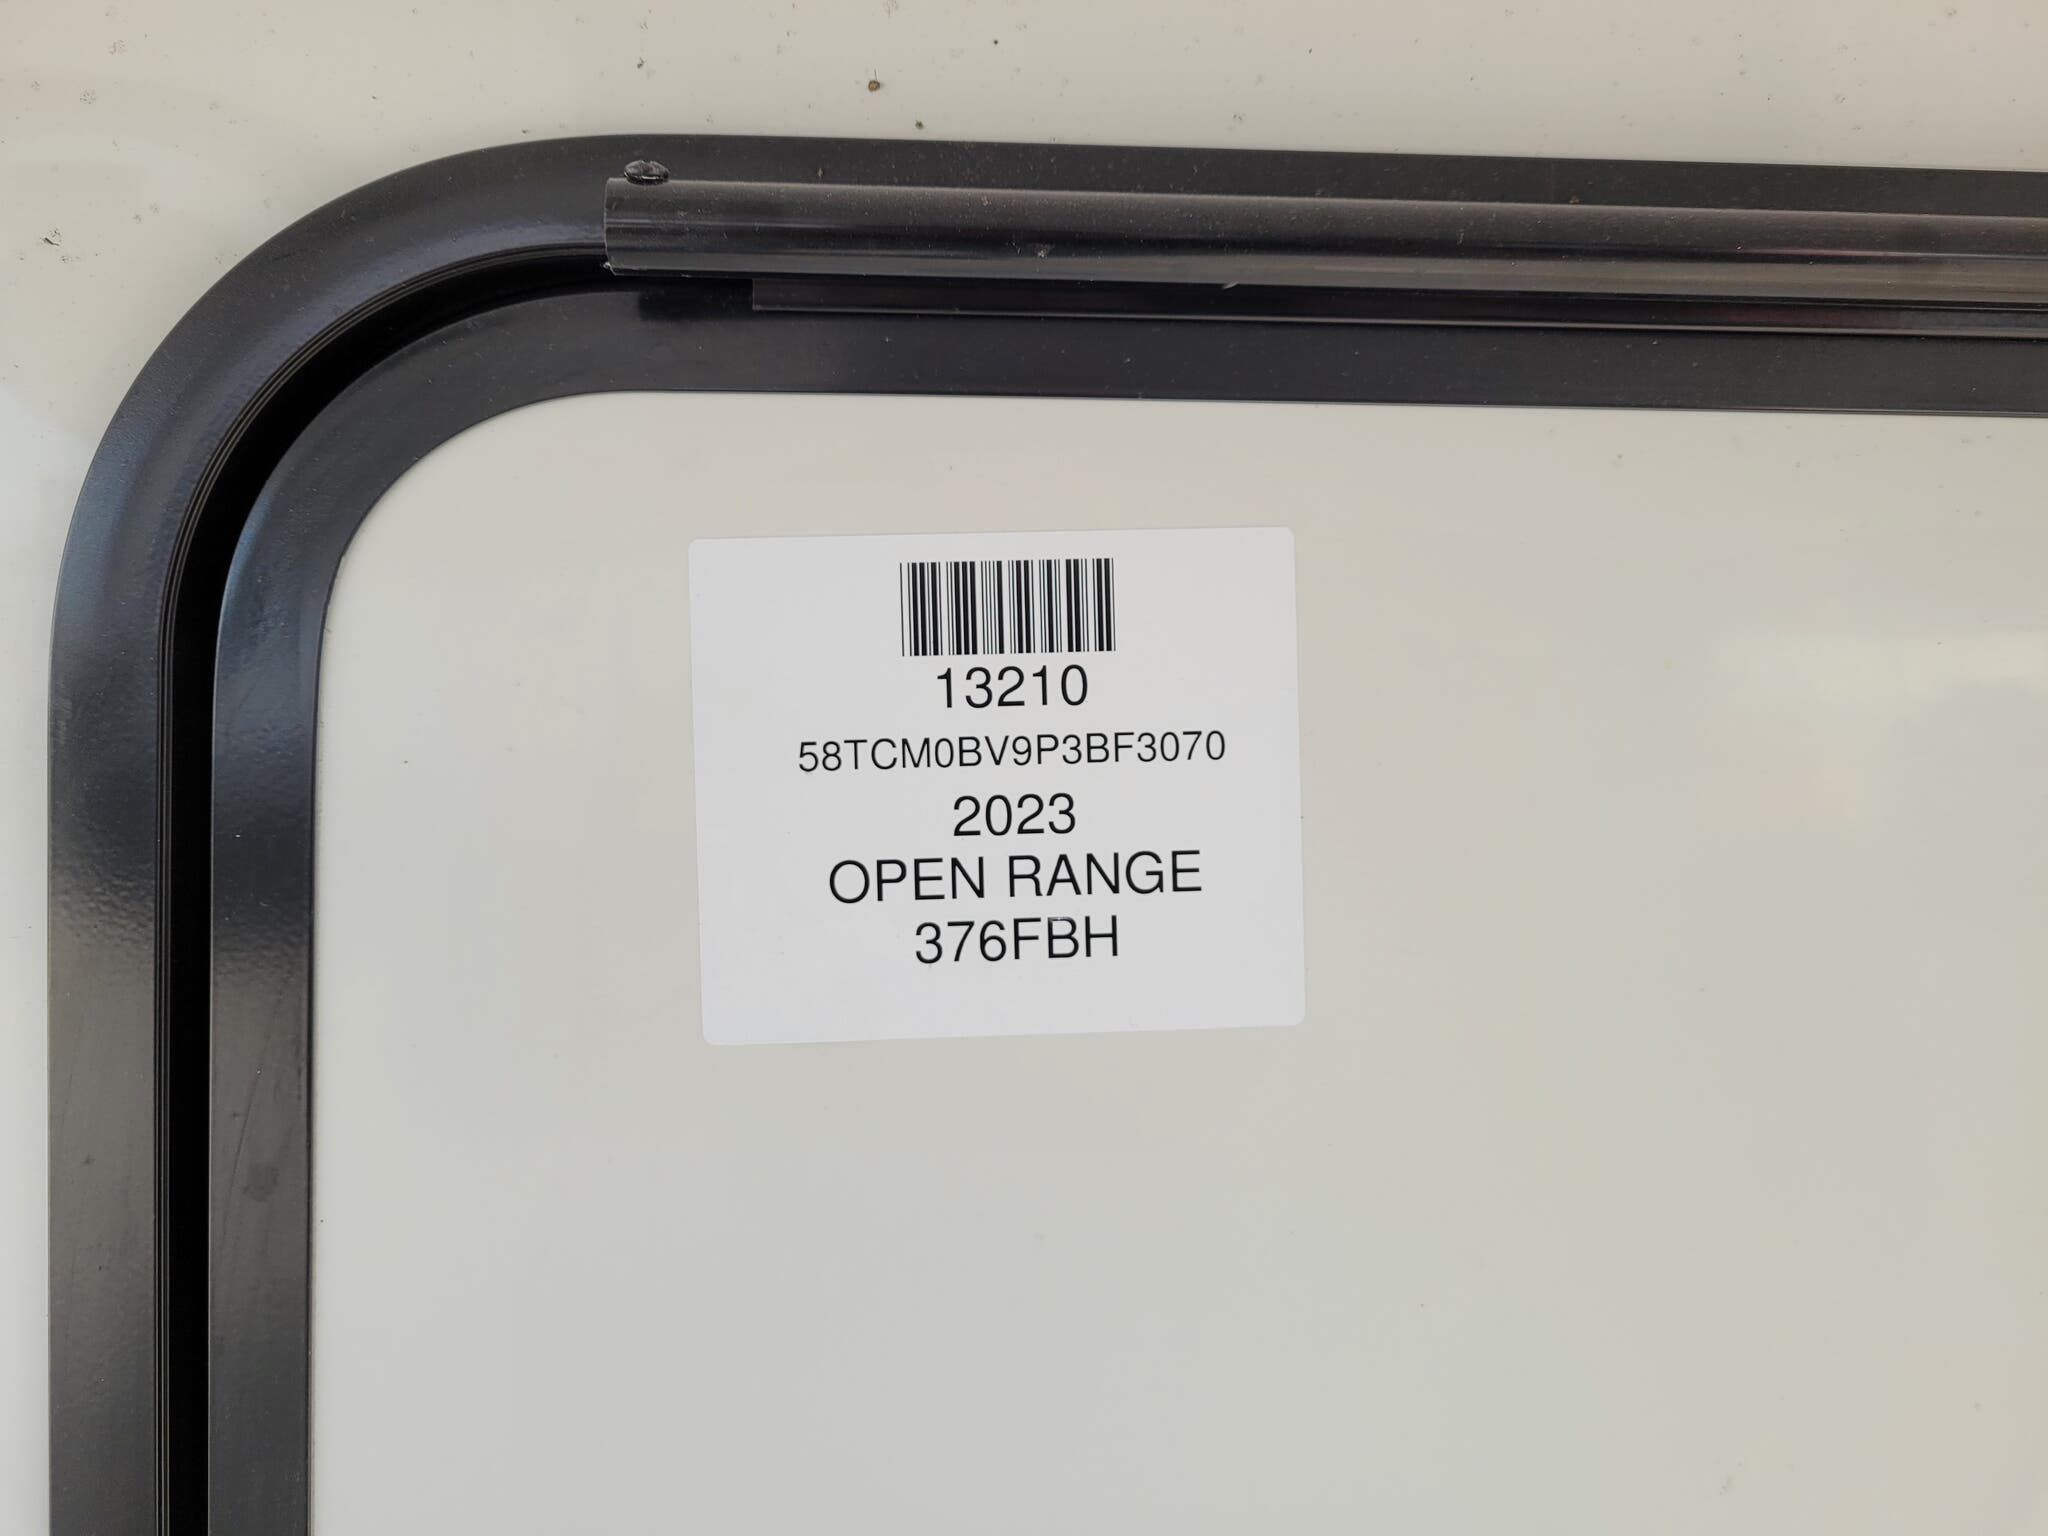 13210
58TCM0BV9P3BF3070
2023
OPEN RANGE
376FBH